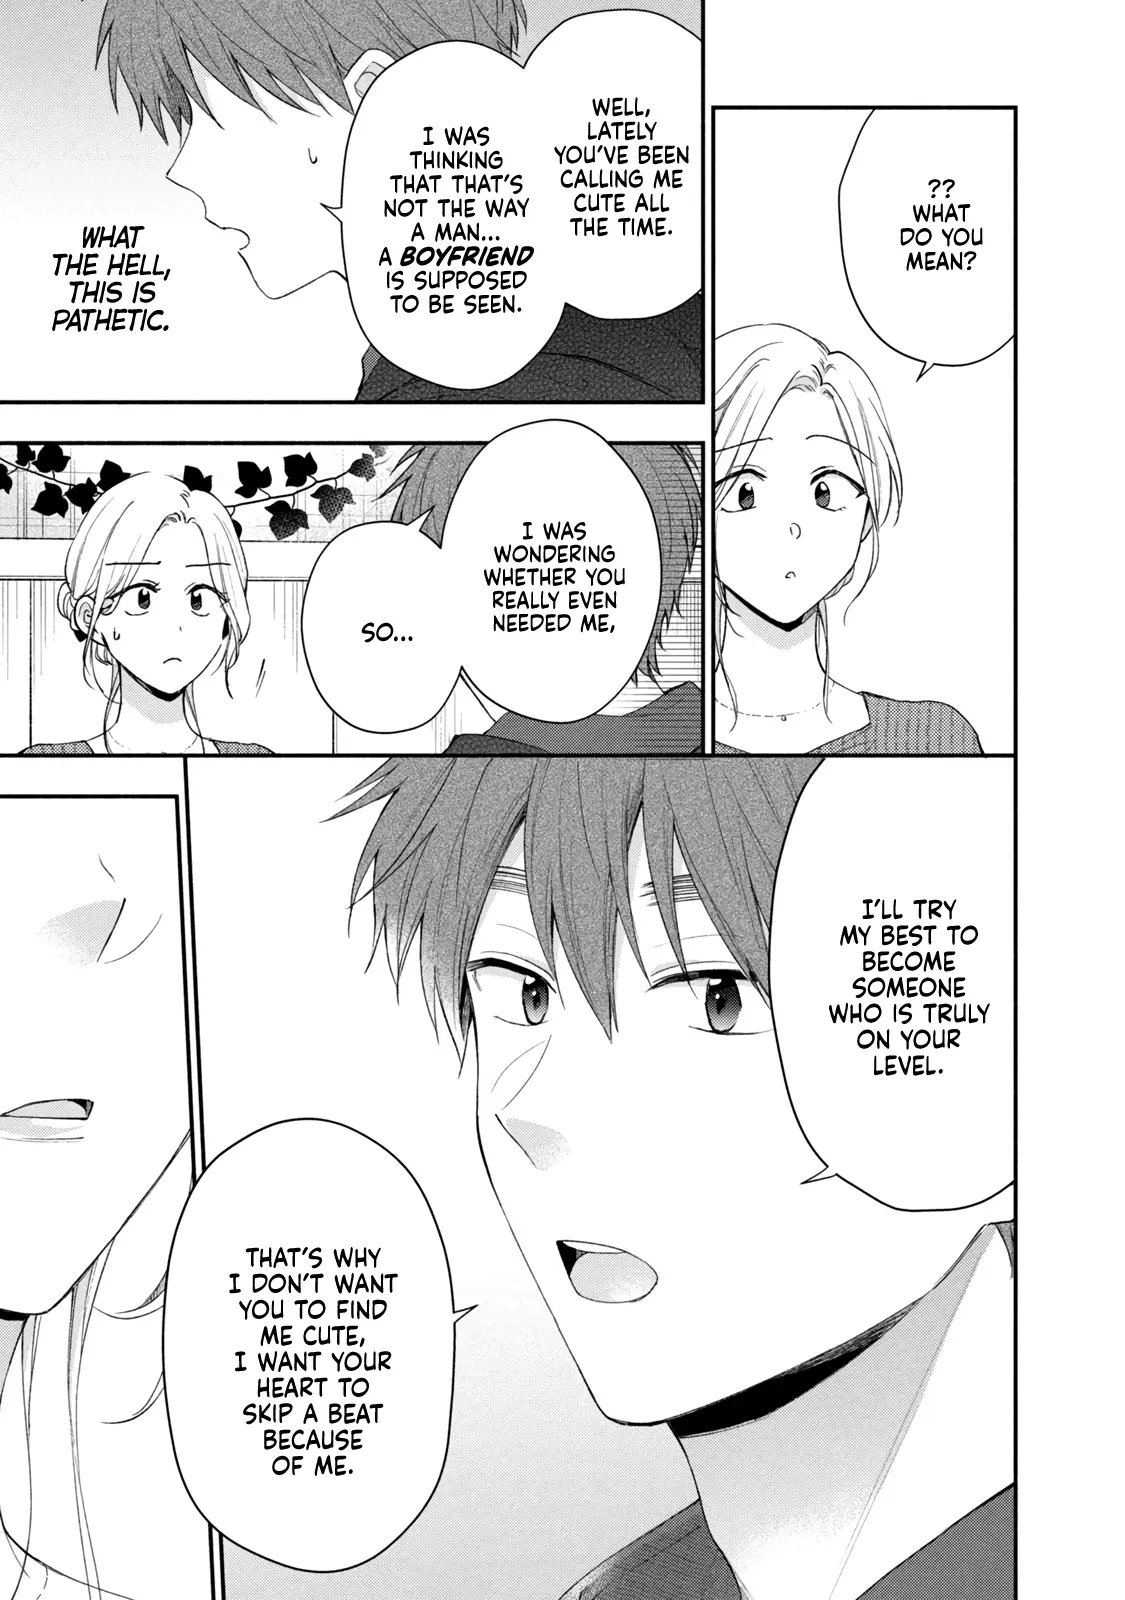 ??
WHAT
DO YOU
MEAN?
WELL,
LATELY
YOU'VE BEEN
CALLING ME
CUTE ALL
THE TIME.
I WAS
THINKING
THAT THAT'S
NOT THE WAY
A MAN...
A BOYFRIEND
IS SUPPOSED
TO BE SEEN.
WHAT
THE HELL,
THIS IS
PATHETIC.
I WAS
WONDERING
WHETHER YOU
REALLY EVEN
NEEDED ME,
SO...
I'LL TRY
MY BEST TO
BECOME
SOMEONE
WHO IS TRULY
ON YOUR
LEVEL.
THAT'S WHY
I DON'T WANT
YOU TO FIND
ME CUTE,
I WANT YOUR
HEART TO
SKIP A BEAT
BECAUSE
OF ME.